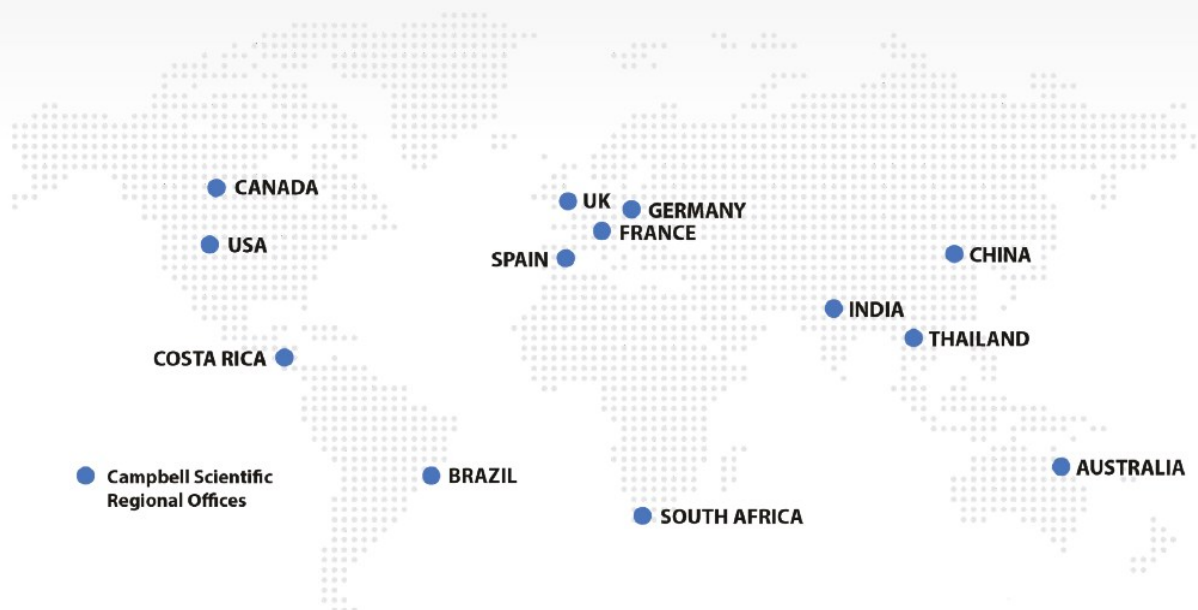 CANADA
UK
GERMANY
FRANCE
USA
SPAIN
CHINA
INDIA
THAILAND
COSTA RICA
Campbell Scientific
Regional Offices
BRAZIL
AUSTRALIA
SOUTH AFRICA